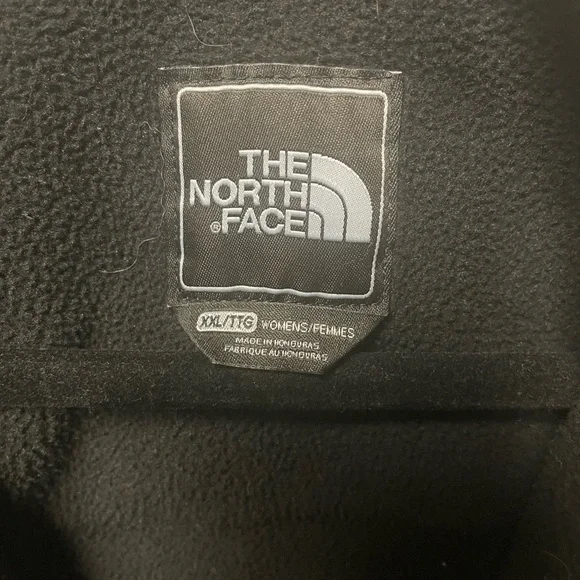 THE
NORTH
®FACE
XXL/TTG WOMENS/FEMMES
MADE IN HONDURAS
FABRIQUE AU HONDURAS